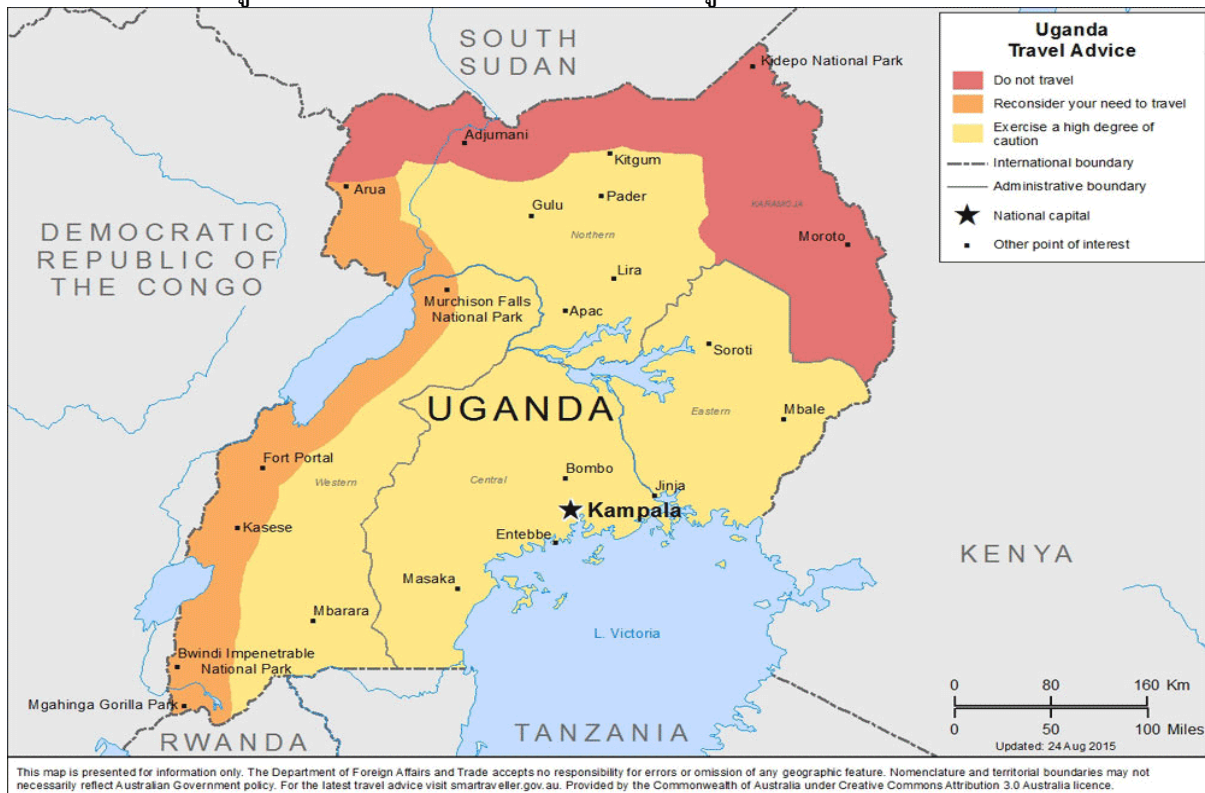 SOUTH
SUDAN
Uganda
Travel Advice
Do not travel
Reconsider your need to travel
Exercise a high degree of
caution
International boundary
Administrative boundary
National capital
Other point of interest
Kidepo National Park
Adjumani
Kitgum
Arua
Pader
KARAMOJA
Gulu
Northern
Moroto
DEMOCRATIC
REPUBLIC OF
THE CONGO
Lira
Murchison Falls
National Park
Apac
Soroti
UGANDA
Eastern
Mbale
Fort Portal
Western
Central
Bombo
Jinja
Kampala
Kasese
Entebbe
KENYA
Masaka
Mbarara
L. Victoria
Bwindi Impenetrable
National Park
Mgahinga Gorilla Park
RWANDA
TANZANIA
0 80 160 Km
0 50 100 Miles
Updated: 24 Aug 2015
This map is presented for information only. The Department of Foreign Affairs and Trade accepts no responsibility for errors or omission of any geographic feature. Nomenclature and territorial boundaries may not
necessarily reflect Australian Government policy. For the latest travel advice visit smartraveller.gov.au. Provided by the Commonwealth of Australia under Creative Commons Attribution 3.0 Australia licence.